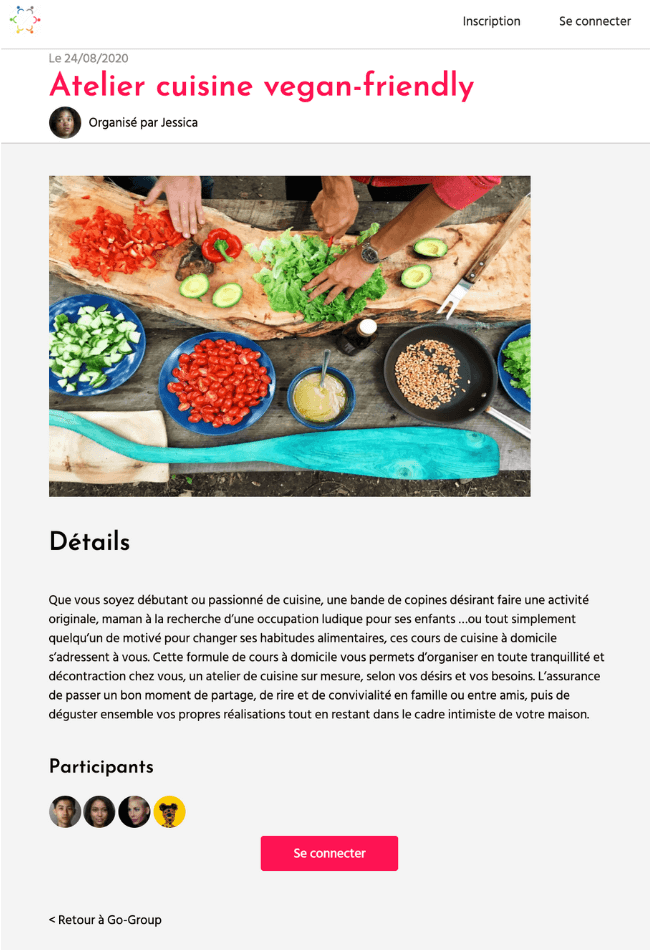 Inscription
Se connecter
Le 24/08/2020
Atelier cuisine vegan-friendly
Organisé par Jessica
Détails
Que vous soyez débutant ou passionné de cuisine, une bande de copines désirant faire une activité
originale, maman à la recherche d’une occupation ludique pour ses enfants ...ou tout simplement
quelqu’un de motivé pour changer ses habitudes alimentaires, ces cours de cuisine à domicile
s’adressent à vous. Cette formule de cours à domicile vous permets d’organiser en toute tranquillité et
décontraction chez vous, un atelier de cuisine sur mesure, selon vos désirs et vos besoins. L’assurance
de passer un bon moment de partage, de rire et de convivialité en famille ou entre amis, puis de
déguster ensemble vos propres réalisations tout en restant dans le cadre intimiste de votre maison.
Participants
Se connecter
< Retour à Go-Group